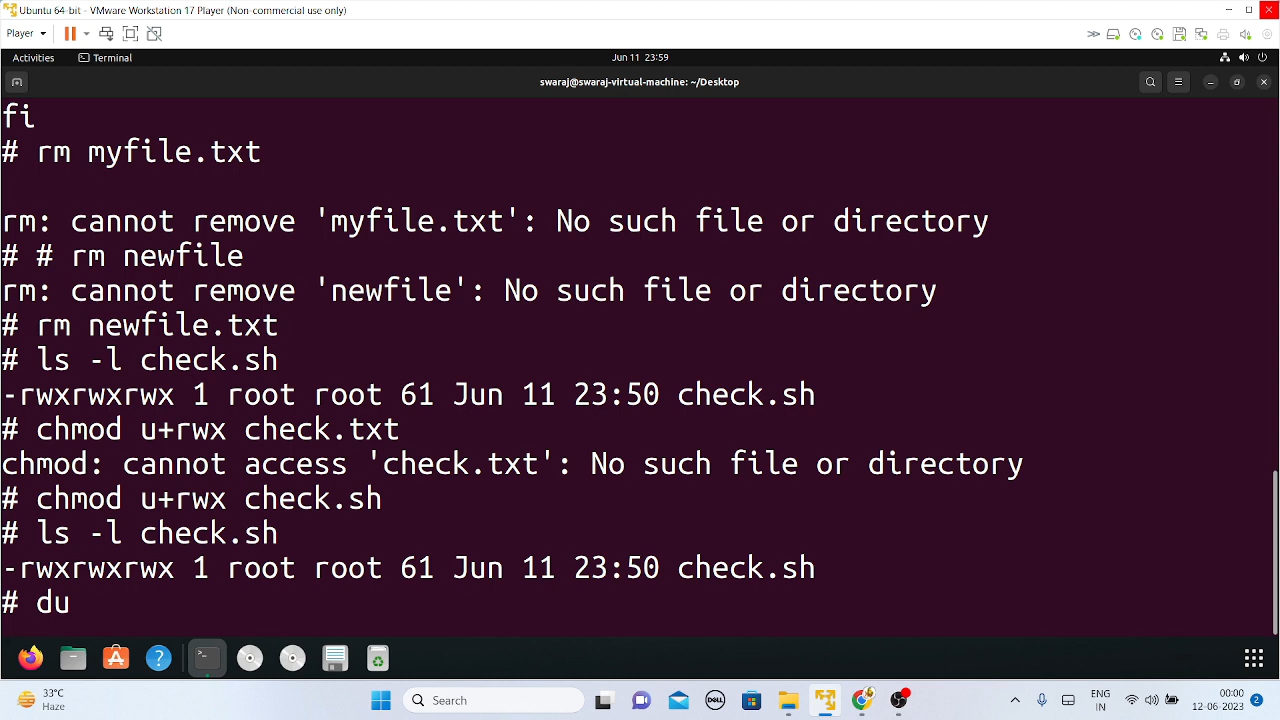 Ubuntu 64-bit - VMware Workstation 17 Player (Non-commercial use only)
Player
Activities
Terminal
Jun 11 23:59
swaraj@swaraj-virtual-machine: ~/Desktop
fi
# rm myfile.txt
rm: cannot remove 'myfile.txt': No such file or directory
# # rm newfile
rm: cannot remove 'newfile': No such file or directory
# rm newfile.txt
# ls -l check.sh
-rwxrwxrwx 1 root root 61 Jun 11 23:50 check.sh
# chmod u+rwx check.txt
chmod: cannot access 'check.txt': No such file or directory
# chmod u+rwx check.sh
# ls -l check.sh
-rwxrwxrwx 1 root root 61 Jun 11 23:50 check.sh
# du
33°C
Haze
Search
DELL
ENG
IN
00:00
12-06-2023
2